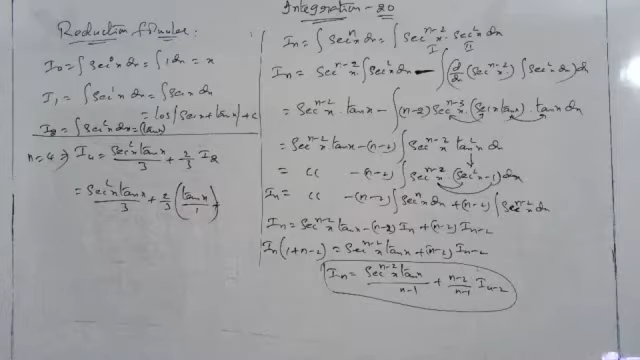 Integration - 20
Reduction formula:
I₀ = ∫ sec⁰x dx = ∫ 1 dx = x
I₁ = ∫ sec¹x dx = ∫ sec x dx
= log|sec x + tan x| + c
I₂ = ∫ sec²x dx = tan x
n=4 ⇒ I₄ = sec²x tan x / 3 + 2/3 I₂
= sec²x tan x / 3 + 2/3 (tan x / 1) +
Iₙ = ∫ secⁿx dx = ∫ secⁿ⁻²x · sec²x dx
I II
Iₙ = secⁿ⁻²x · ∫ sec²x dx - ∫ (d/dx (secⁿ⁻²x) ∫ sec²x dx) dx
= secⁿ⁻²x · tan x - ∫ (n-2) secⁿ⁻³x · (sec x tan x) · tan x dx
= secⁿ⁻²x tan x - (n-2) ∫ secⁿ⁻²x tan²x dx
= " - (n-2) ∫ secⁿ⁻²x (sec²x - 1) dx
Iₙ = " - (n-2) ∫ secⁿx dx + (n-2) ∫ secⁿ⁻²x dx
Iₙ = secⁿ⁻²x tan x - (n-2) Iₙ + (n-2) Iₙ₋₂
Iₙ (1+n-2) = secⁿ⁻²x tan x + (n-2) Iₙ₋₂
Iₙ = secⁿ⁻²x tan x / n-1 + n-2 / n-1 Iₙ₋₂